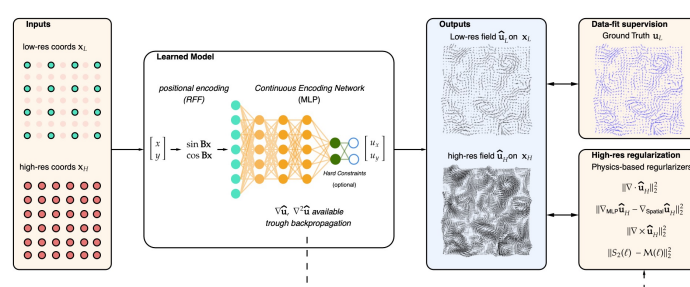 Inputs
low-res coords x_L
high-res coords x_H
Learned Model
positional encoding
(RFF)
Continuous Encoding Network
(MLP)
[x y]
sin Bx
cos Bx
[u_x u_y]
Hard Constraints
(optional)
∇û, ∇²û available
trough backpropagation
Outputs
Low-res field û_L on x_L
high-res field û_H on x_H
Data-fit supervision
Ground Truth u_L
High-res regularization
Physics-based regurlarizers
‖∇ · û_H‖²₂
‖∇_MLP û_H − ∇_Spatial û_H‖²₂
‖∇ × û_H‖²₂
‖S₂(ℓ) − M(ℓ)‖²₂